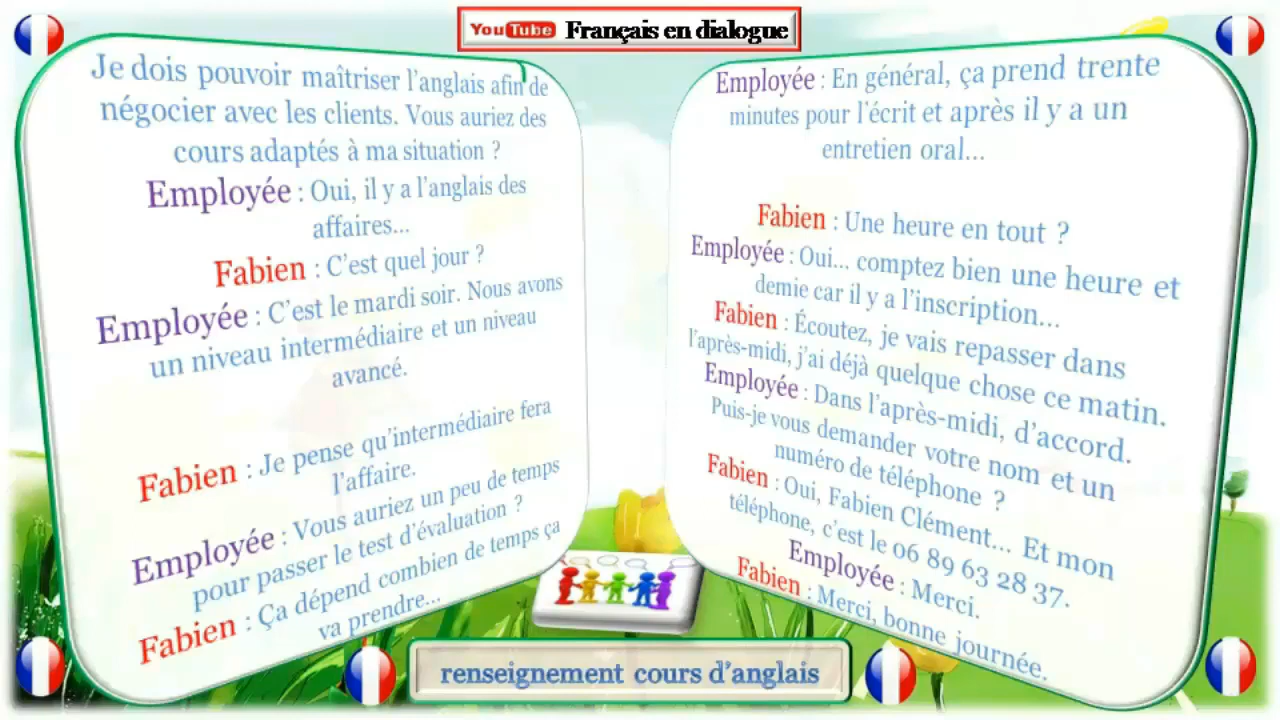 YouTube Français en dialogue
Je dois pouvoir maîtriser l'anglais afin de
négocier avec les clients. Vous auriez des
cours adaptés à ma situation ?
Employée : Oui, il y a l'anglais des
affaires...
Fabien : C'est quel jour ?
Employée : C'est le mardi soir. Nous avons
un niveau intermédiaire et un niveau
avancé.
Fabien : Je pense qu'intermédiaire fera
l'affaire.
Employée : Vous auriez un peu de temps
pour passer le test d'évaluation ?
Fabien : Ça dépend combien de temps ça
va prendre...
Employée : En général, ça prend trente
minutes pour l'écrit et après il y a un
entretien oral...
Fabien : Une heure en tout ?
Employée : Oui... comptez bien une heure et
demie car il y a l'inscription...
Fabien : Écoutez, je vais repasser dans
l'après-midi, j'ai déjà quelque chose ce matin.
Employée : Dans l'après-midi, d'accord.
Puis-je vous demander votre nom et un
numéro de téléphone ?
Fabien : Oui, Fabien Clément... Et mon
téléphone, c'est le 06 89 63 28 37.
Employée : Merci.
Fabien : Merci, bonne journée.
renseignement cours d'anglais